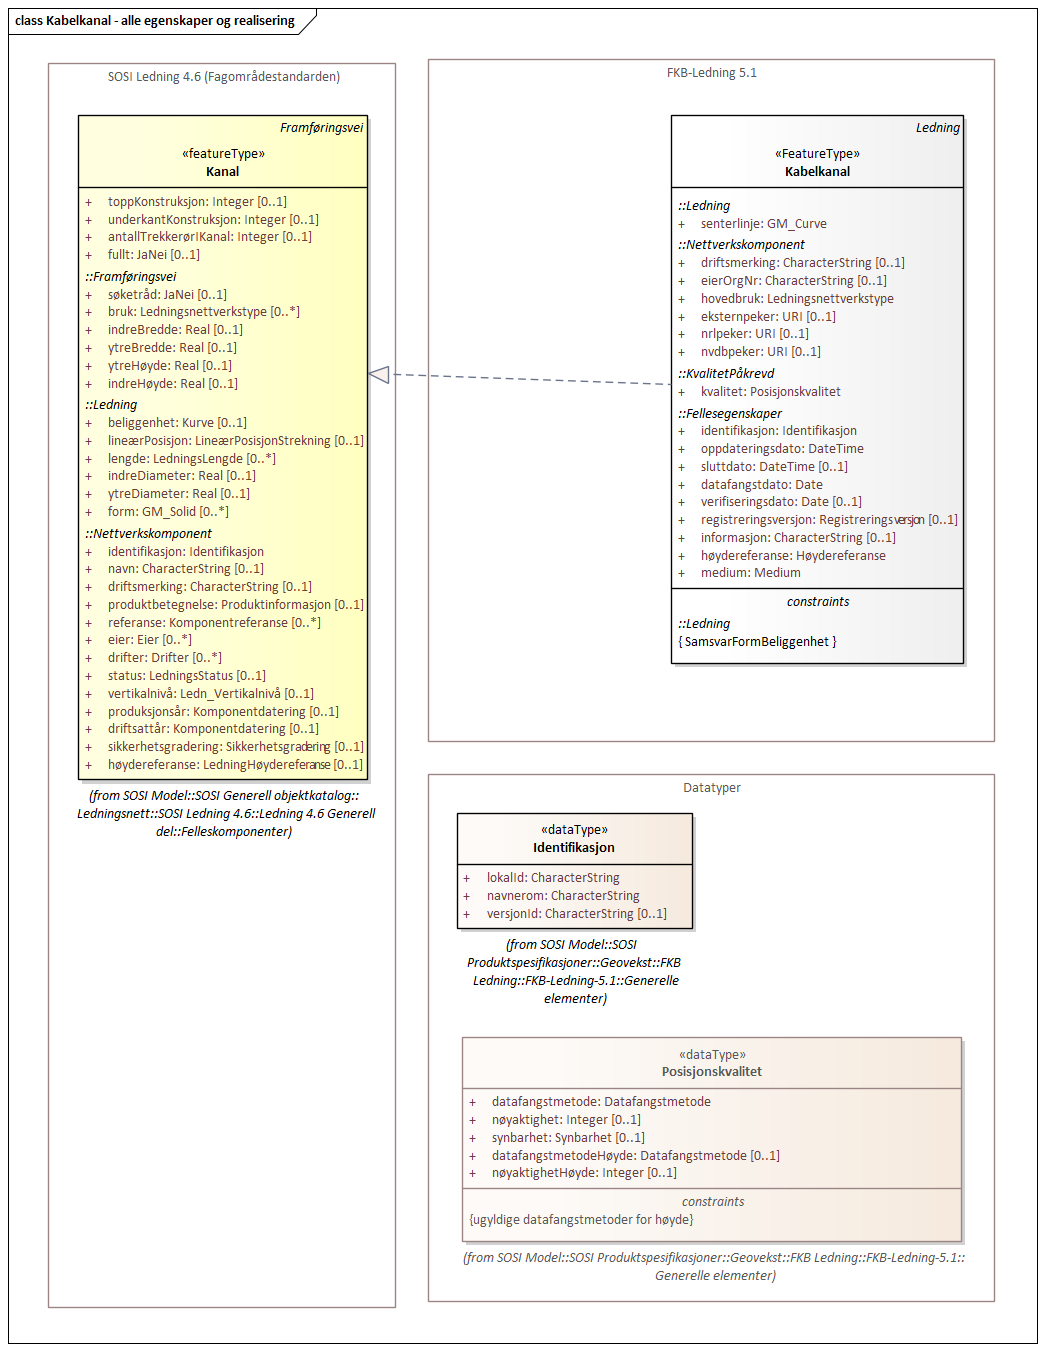 class Kabelkanal - alle egenskaper og realisering
SOSI Ledning 4.6 (Fagområdestandarden)
Framføringsvei
«featureType»
Kanal
+ toppKonstruksjon: Integer [0..1]
+ underkantKonstruksjon: Integer [0..1]
+ antallTrekkerørIKanal: Integer [0..1]
+ fullt: JaNei [0..1]
::Framføringsvei
+ søketråd: JaNei [0..1]
+ bruk: Ledningsnettverkstype [0..*]
+ indreBredde: Real [0..1]
+ ytreBredde: Real [0..1]
+ ytreHøyde: Real [0..1]
+ indreHøyde: Real [0..1]
::Ledning
+ beliggenhet: Kurve [0..1]
+ lineærPosisjon: LineærPosisjonStrekning [0..1]
+ lengde: LedningsLengde [0..*]
+ indreDiameter: Real [0..1]
+ ytreDiameter: Real [0..1]
+ form: GM_Solid [0..*]
::Nettverkskomponent
+ identifikasjon: Identifikasjon
+ navn: CharacterString [0..1]
+ driftsmerking: CharacterString [0..1]
+ produktbetegnelse: Produktinformasjon [0..1]
+ referanse: Komponentreferanse [0..*]
+ eier: Eier [0..*]
+ drifter: Drifter [0..*]
+ status: LedningsStatus [0..1]
+ vertikalnivå: Ledn_Vertikalnivå [0..1]
+ produksjonsår: Komponentdatering [0..1]
+ driftsattår: Komponentdatering [0..1]
+ sikkerhetsgradering: Sikkerhetsgradering [0..1]
+ høydereferanse: LedningHøydereferanse [0..1]
(from SOSI Model::SOSI Generell objektkatalog::
Ledningsnett::SOSI Ledning 4.6::Ledning 4.6 Generell
del::Felleskomponenter)
FKB-Ledning 5.1
Ledning
«FeatureType»
Kabelkanal
::Ledning
+ senterlinje: GM_Curve
::Nettverkskomponent
+ driftsmerking: CharacterString [0..1]
+ eierOrgNr: CharacterString [0..1]
+ hovedbruk: Ledningsnettverkstype
+ eksternpeker: URI [0..1]
+ nrlpeker: URI [0..1]
+ nvdbpeker: URI [0..1]
::KvalitetPåkrevd
+ kvalitet: Posisjonskvalitet
::Fellesegenskaper
+ identifikasjon: Identifikasjon
+ oppdateringsdato: DateTime
+ sluttdato: DateTime [0..1]
+ datafangstdato: Date
+ verifiseringsdato: Date [0..1]
+ registreringsversjon: Registreringsversjon [0..1]
+ informasjon: CharacterString [0..1]
+ høydereferanse: Høydereferanse
+ medium: Medium
constraints
::Ledning
{ SamsvarFormBeliggenhet }
Datatyper
«dataType»
Identifikasjon
+ lokalId: CharacterString
+ navnerom: CharacterString
+ versjonId: CharacterString [0..1]
(from SOSI Model::SOSI
Produktspesifikasjoner::Geovekst::FKB
Ledning::FKB-Ledning-5.1::Generelle
elementer)
«dataType»
Posisjonskvalitet
+ datafangstmetode: Datafangstmetode
+ nøyaktighet: Integer [0..1]
+ synbarhet: Synbarhet [0..1]
+ datafangstmetodeHøyde: Datafangstmetode [0..1]
+ nøyaktighetHøyde: Integer [0..1]
constraints
{ugyldige datafangstmetoder for høyde}
(from SOSI Model::SOSI Produktspesifikasjoner::Geovekst::FKB Ledning::FKB-Ledning-5.1::
Generelle elementer)